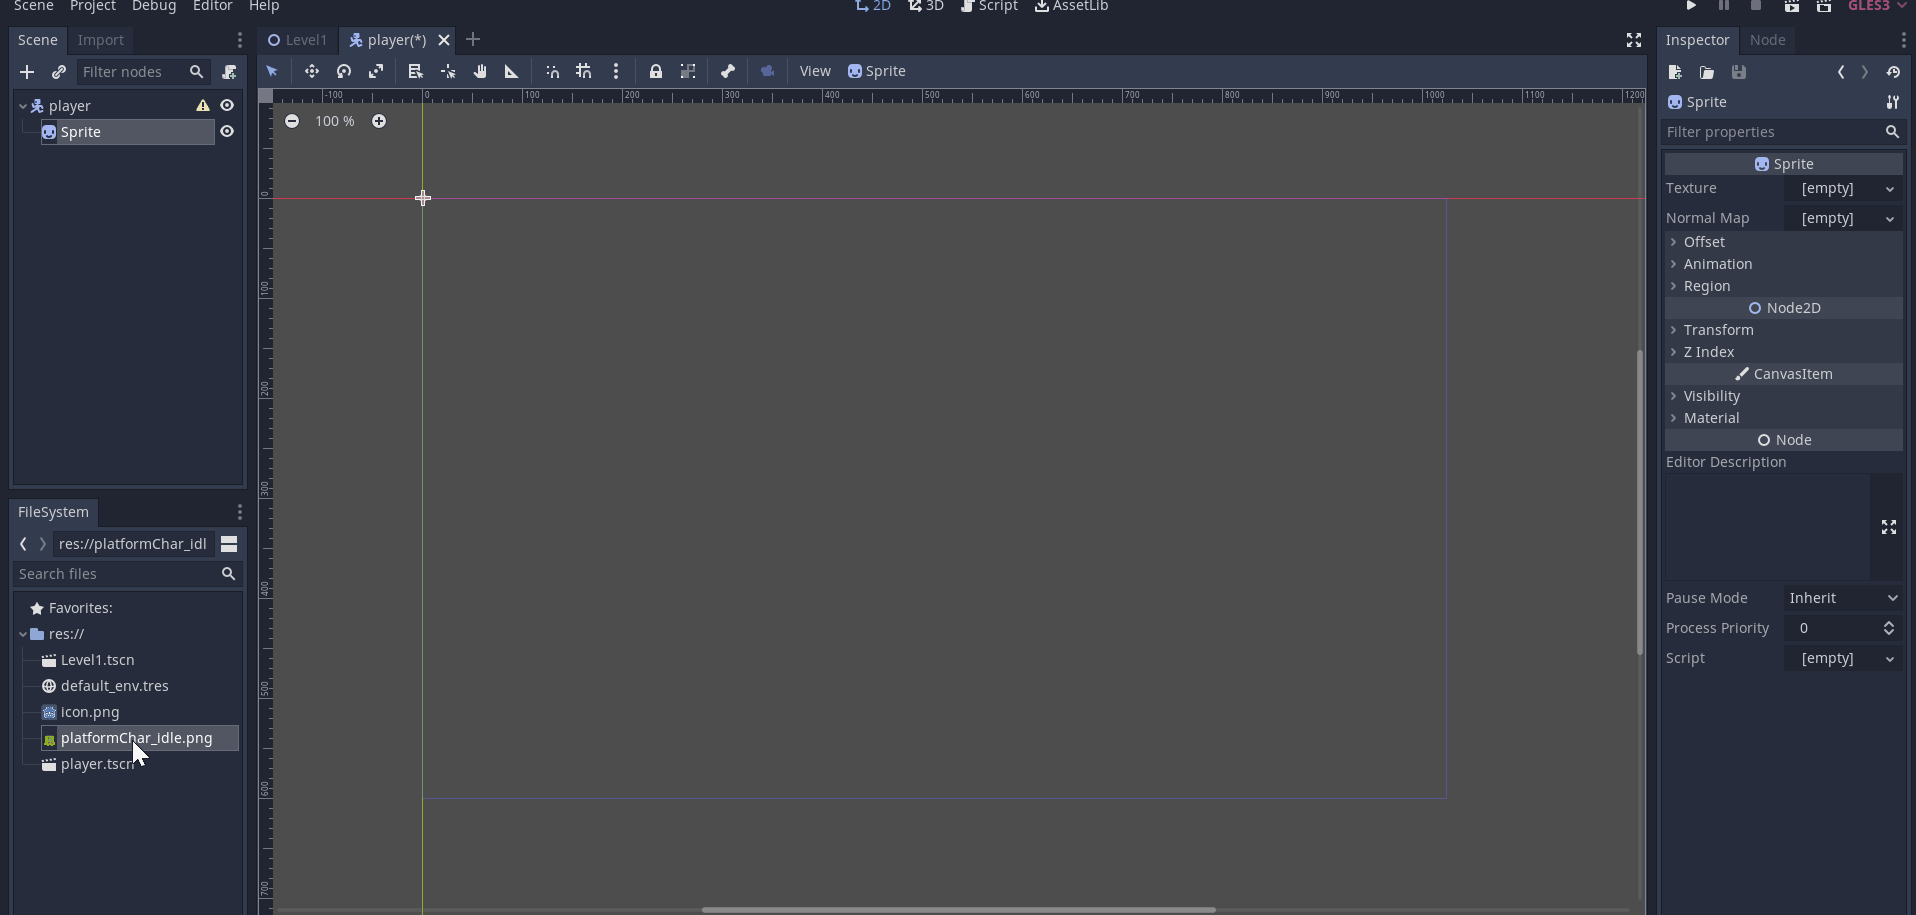 Scene Project Debug Editor Help
2D 3D Script AssetLib
GLES3
Scene Import
Filter nodes
player
Sprite
FileSystem
res://platformChar_idl
Search files
Favorites:
res://
Level1.tscn
default_env.tres
icon.png
platformChar_idle.png
player.tscn
Level1 player(*)
View Sprite
-100 0 100 200 300 400 500 600 700 800 900 1000 1100 1200
100 %
0
100
200
300
400
500
600
700
Inspector Node
Sprite
Filter properties
Sprite
Texture [empty]
Normal Map [empty]
Offset
Animation
Region
Node2D
Transform
Z Index
CanvasItem
Visibility
Material
Node
Editor Description
Pause Mode Inherit
Process Priority 0
Script [empty]